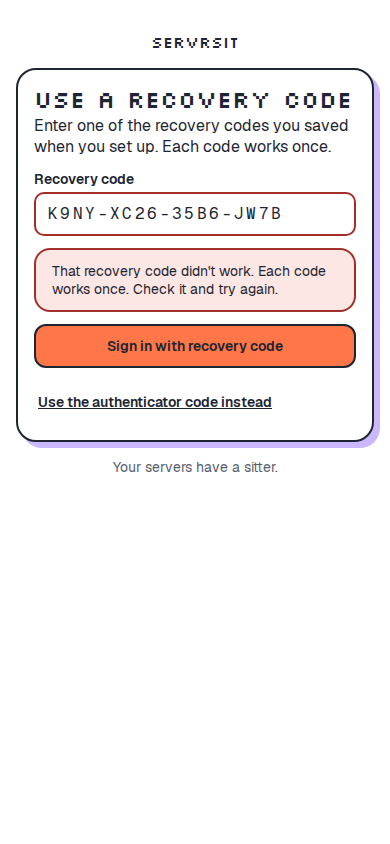 SERVRSIT
USE A RECOVERY CODE
Enter one of the recovery codes you saved
when you set up. Each code works once.
Recovery code
K9NY-XC26-35B6-JW7B
That recovery code didn't work. Each code
works once. Check it and try again.
Sign in with recovery code
Use the authenticator code instead
Your servers have a sitter.